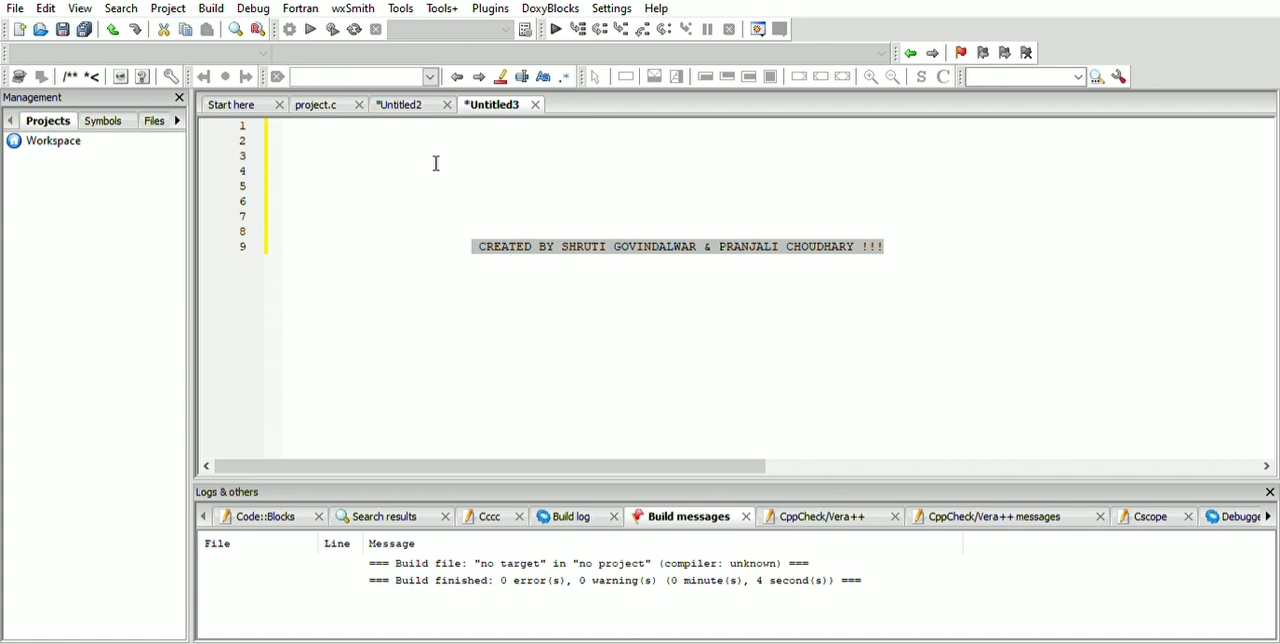 File Edit View Search Project Build Debug Fortran wxSmith Tools Tools+ Plugins DoxyBlocks Settings Help
/** *<
Aa .*
S C
Management
Start here project.c *Untitled2 *Untitled3
Projects Symbols Files
Workspace
1
2
3
4
5
6
7
8
9 CREATED BY SHRUTI GOVINDALWAR & PRANJALI CHOUDHARY !!!
Logs & others
Code::Blocks Search results Cccc Build log Build messages CppCheck/Vera++ CppCheck/Vera++ messages Cscope Debugge
File Line Message
=== Build file: "no target" in "no project" (compiler: unknown) ===
=== Build finished: 0 error(s), 0 warning(s) (0 minute(s), 4 second(s)) ===